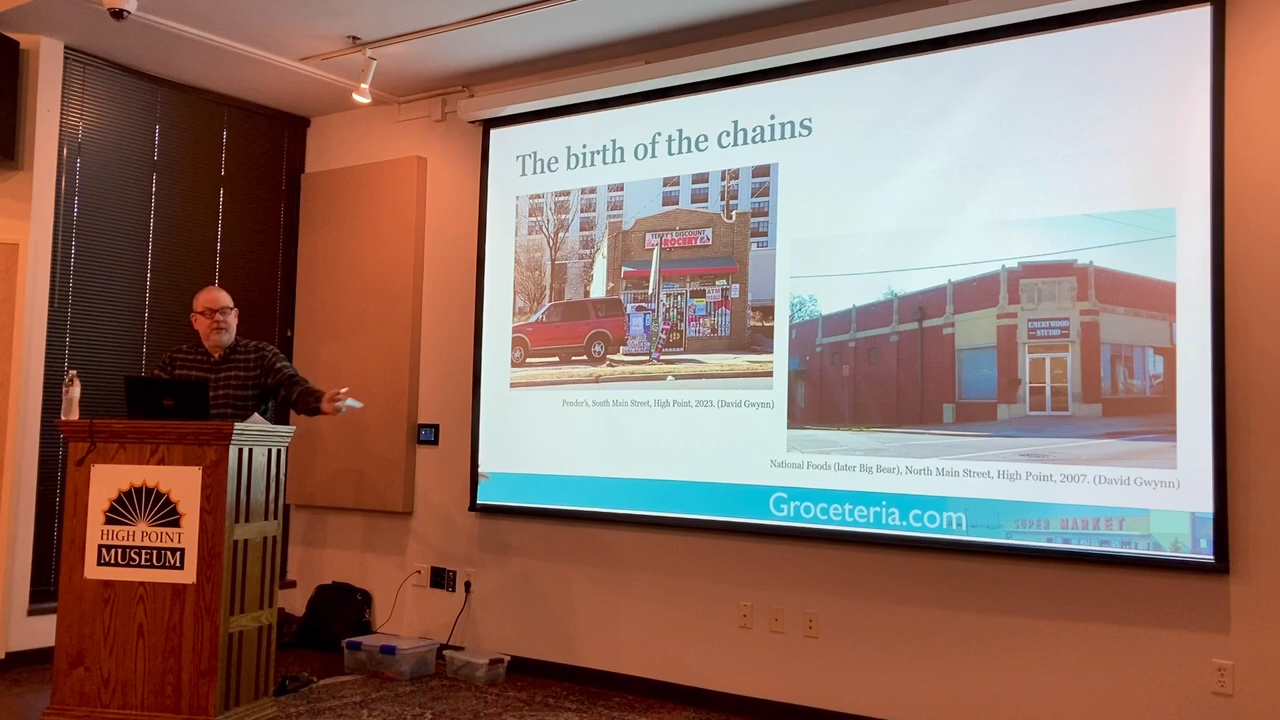 The birth of the chains
TERRY'S DISCOUNT
GROCERY
ATM
Pender's, South Main Street, High Point, 2023. (David Gwynn)
EMERYWOOD
STUDIO
National Foods (later Big Bear), North Main Street, High Point, 2007. (David Gwynn)
Groceteria.com
SUPER MARKET
HIGH POINT
MUSEUM